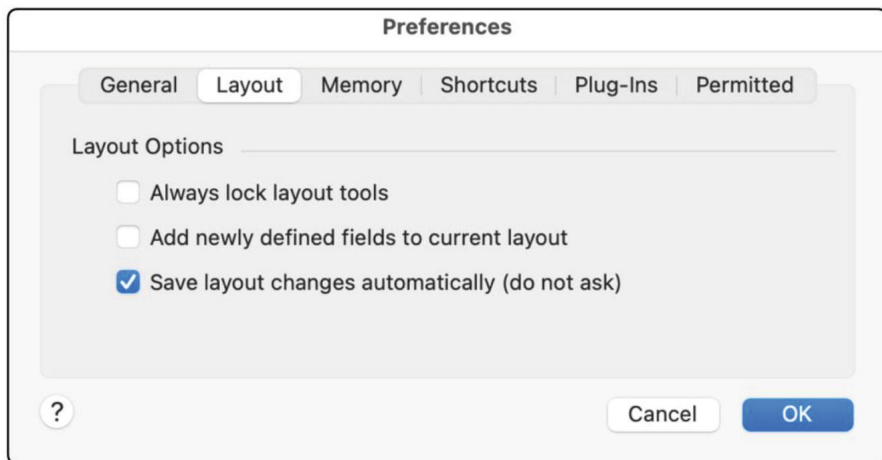 Preferences
General Layout Memory Shortcuts Plug-Ins Permitted
Layout Options
Always lock layout tools
Add newly defined fields to current layout
Save layout changes automatically (do not ask)
? Cancel OK